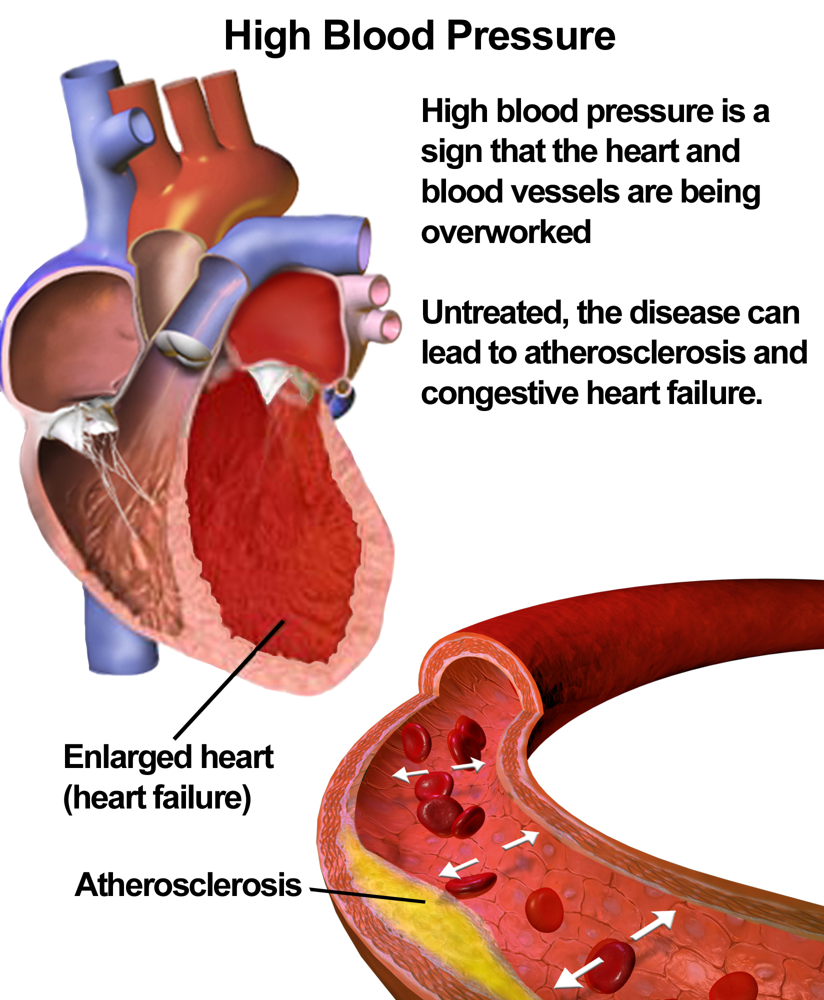 High Blood Pressure
High blood pressure is a
sign that the heart and
blood vessels are being
overworked
Untreated, the disease can
lead to atherosclerosis and
congestive heart failure.
Enlarged heart
(heart failure)
Atherosclerosis